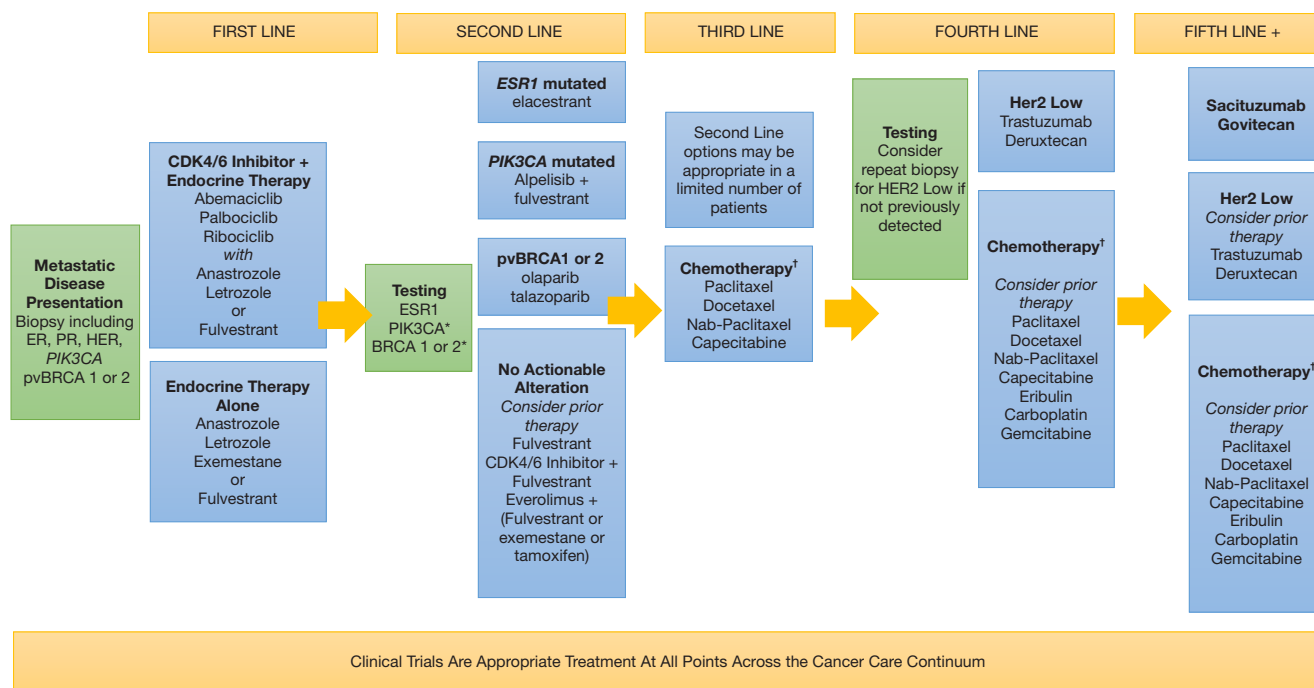 FIRST LINE
SECOND LINE
THIRD LINE
FOURTH LINE
FIFTH LINE +
Metastatic
Disease
Presentation
Biopsy including
ER, PR, HER,
PIK3CA
pvBRCA 1 or 2
CDK4/6 Inhibitor +
Endocrine Therapy
Abemaciclib
Palbociclib
Ribociclib
with
Anastrozole
Letrozole
or
Fulvestrant
Endocrine Therapy
Alone
Anastrozole
Letrozole
Exemestane
or
Fulvestrant
Testing
ESR1
PIK3CA*
BRCA 1 or 2*
ESR1 mutated
elacestrant
PIK3CA mutated
Alpelisib +
fulvestrant
pvBRCA1 or 2
olaparib
talazoparib
No Actionable
Alteration
Consider prior
therapy
Fulvestrant
CDK4/6 Inhibitor +
Fulvestrant
Everolimus +
(Fulvestrant or
exemestane or
tamoxifen)
Second Line
options may be
appropriate in a
limited number of
patients
Chemotherapy†
Paclitaxel
Docetaxel
Nab-Paclitaxel
Capecitabine
Testing
Consider
repeat biopsy
for HER2 Low if
not previously
detected
Her2 Low
Trastuzumab
Deruxtecan
Chemotherapy†
Consider prior
therapy
Paclitaxel
Docetaxel
Nab-Paclitaxel
Capecitabine
Eribulin
Carboplatin
Gemcitabine
Sacituzumab
Govitecan
Her2 Low
Consider prior
therapy
Trastuzumab
Deruxtecan
Chemotherapy†
Consider prior
therapy
Paclitaxel
Docetaxel
Nab-Paclitaxel
Capecitabine
Eribulin
Carboplatin
Gemcitabine
Clinical Trials Are Appropriate Treatment At All Points Across the Cancer Care Continuum